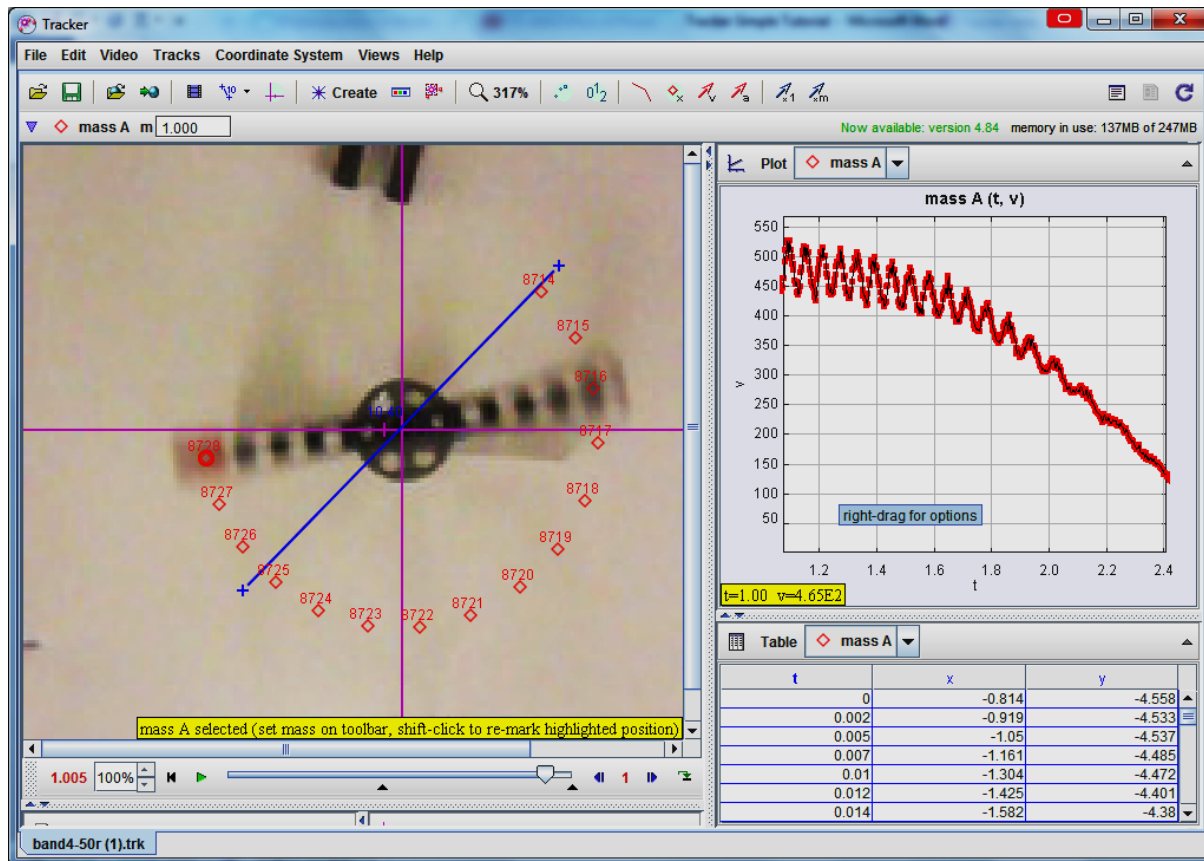 Tracker Simple Tutorial - Microsoft Word
Tracker
File Edit Video Tracks Coordinate System Views Help
Create 317%
mass A m 1.000
Now available: version 4.84 memory in use: 137MB of 247MB
8714
8715
8716
8717
8718
8719
8720
8721
8722
8723
8724
8725
8726
8727
8728
mass A selected (set mass on toolbar, shift-click to re-mark highlighted position)
1.005 100% 1
band4-50r (1).trk
Plot mass A
mass A (t, v)
550
500
450
400
350
300
250
200
150
100
50
v
1.2 1.4 1.6 1.8 2.0 2.2 2.4
t
right-drag for options
t=1.00 v=4.65E2
Table mass A
t x y
0 -0.814 -4.558
0.002 -0.919 -4.533
0.005 -1.05 -4.537
0.007 -1.161 -4.485
0.01 -1.304 -4.472
0.012 -1.425 -4.401
0.014 -1.582 -4.38